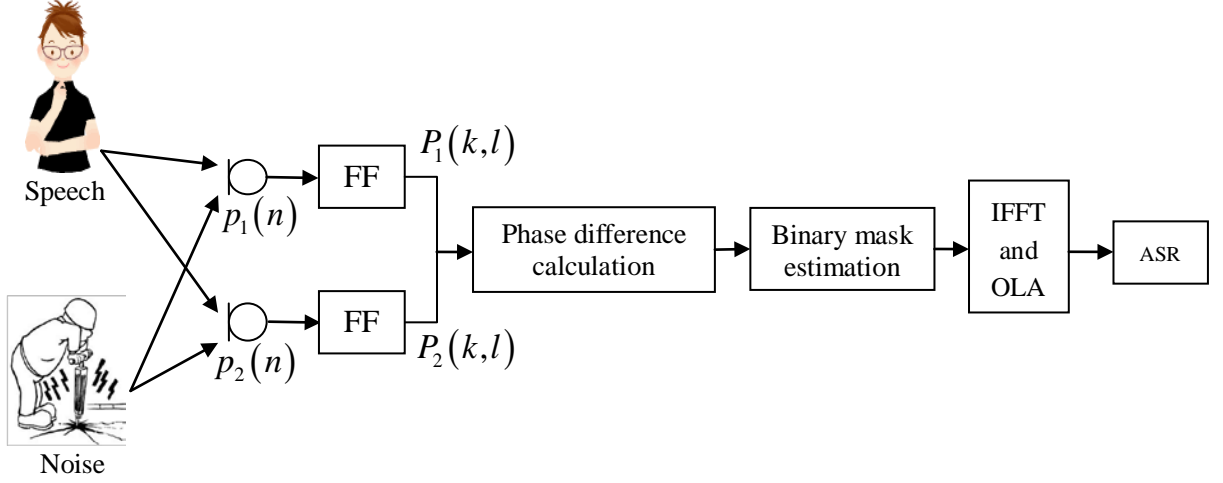 Speech
p₁(n)
FF
P₁(k,l)
Noise
p₂(n)
FF
P₂(k,l)
Phase difference
calculation
Binary mask
estimation
IFFT
and
OLA
ASR